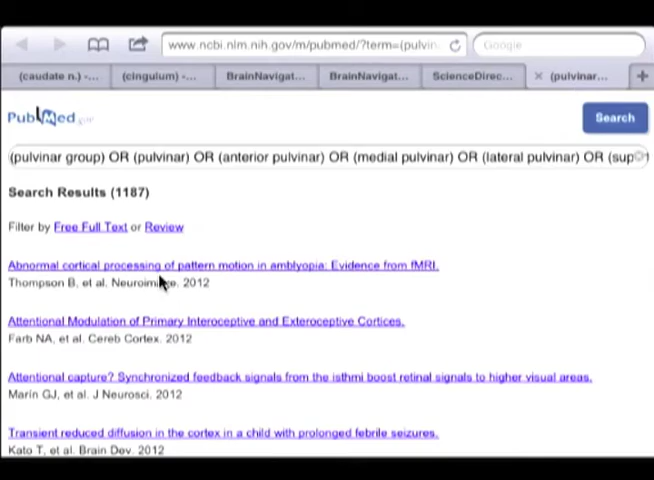 www.ncbi.nlm.nih.gov/m/pubmed/?term=(pulvin
Google
(caudate n.) -...
(cingulum) -...
BrainNavigat...
BrainNavigat...
ScienceDirec...
(pulvinar...
PubMed.gov
Search
(pulvinar group) OR (pulvinar) OR (anterior pulvinar) OR (medial pulvinar) OR (lateral pulvinar) OR (sup
Search Results (1187)
Filter by Free Full Text or Review
Abnormal cortical processing of pattern motion in amblyopia: Evidence from fMRI.
Thompson B, et al. Neuroimage. 2012
Attentional Modulation of Primary Interoceptive and Exteroceptive Cortices.
Farb NA, et al. Cereb Cortex. 2012
Attentional capture? Synchronized feedback signals from the isthmi boost retinal signals to higher visual areas.
Marin GJ, et al. J Neurosci. 2012
Transient reduced diffusion in the cortex in a child with prolonged febrile seizures.
Kato T, et al. Brain Dev. 2012